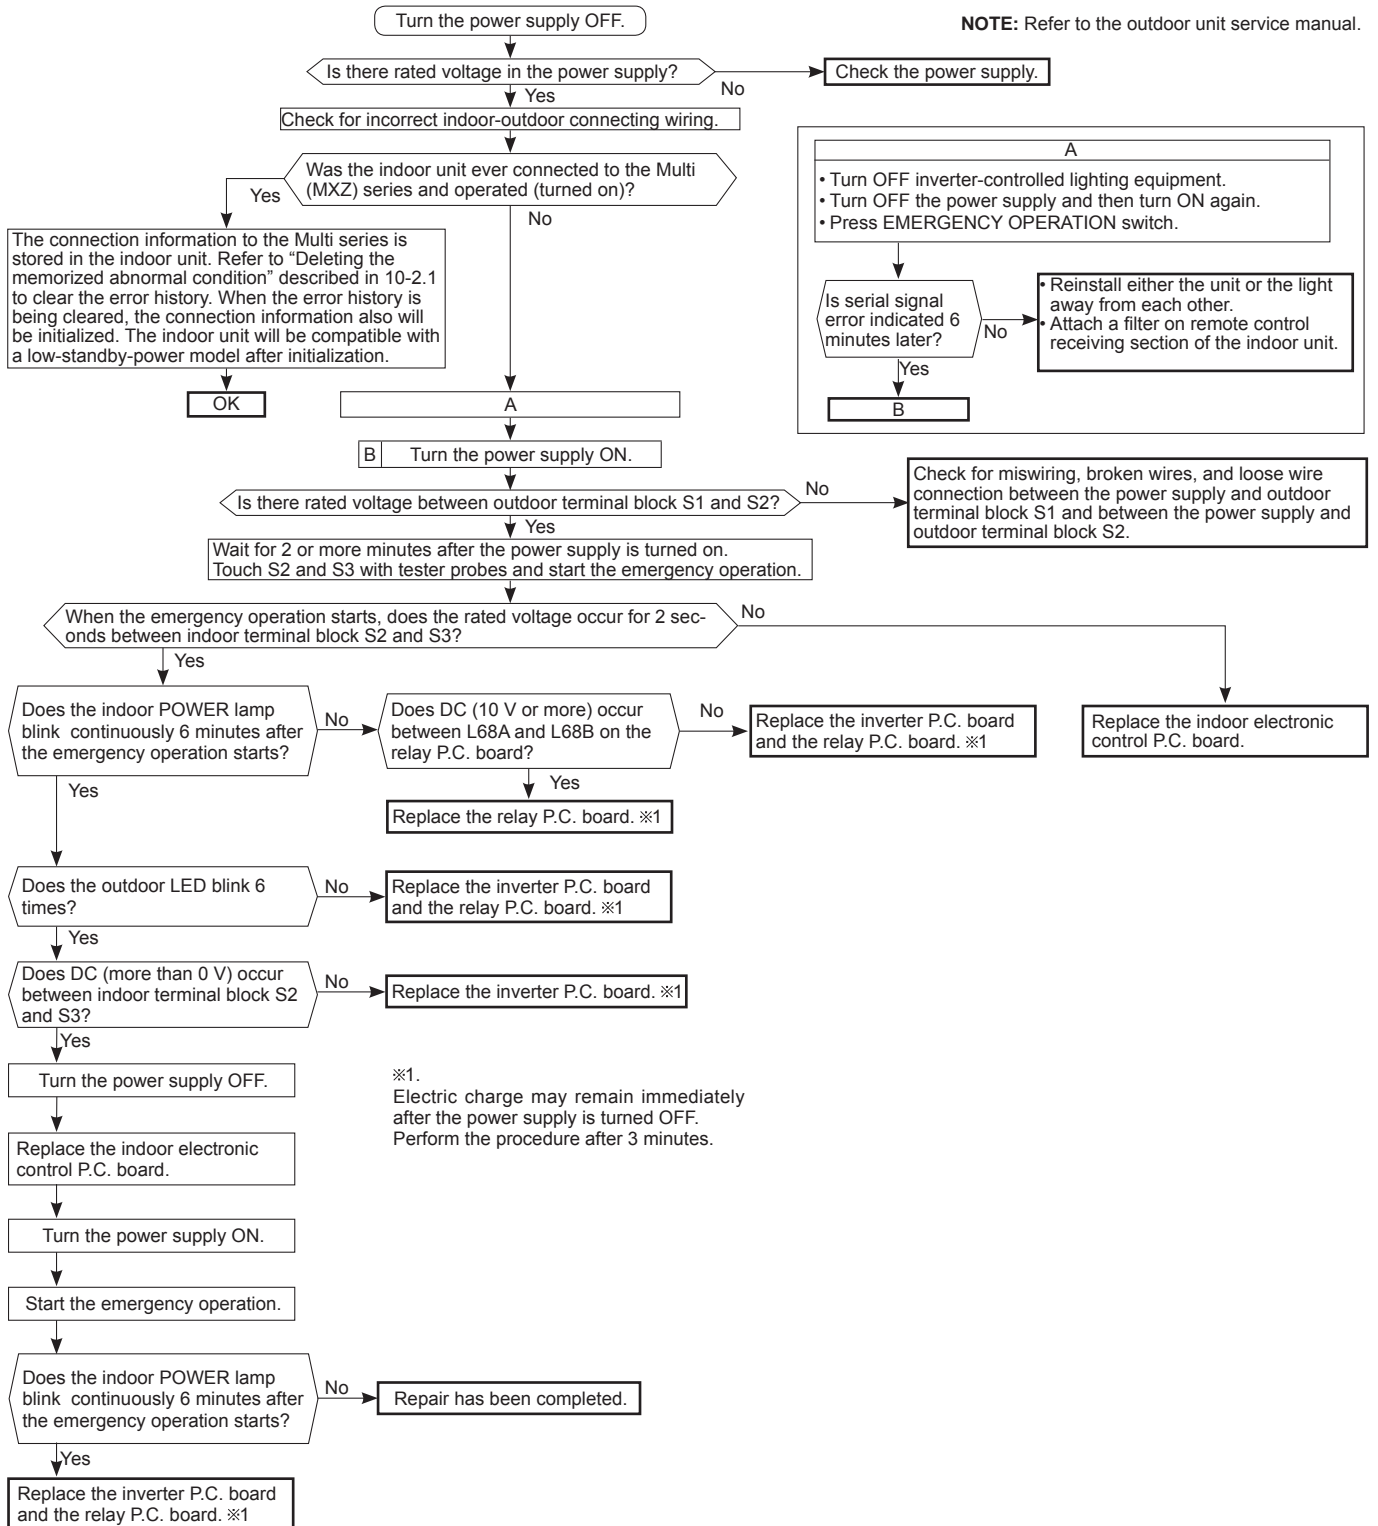 Turn the power supply OFF.
NOTE: Refer to the outdoor unit service manual.
Is there rated voltage in the power supply?
No
Check the power supply.
Yes
Check for incorrect indoor-outdoor connecting wiring.
Was the indoor unit ever connected to the Multi
(MXZ) series and operated (turned on)?
Yes
No
The connection information to the Multi series is
stored in the indoor unit. Refer to “Deleting the
memorized abnormal condition” described in 10-2.1
to clear the error history. When the error history is
being cleared, the connection information also will
be initialized. The indoor unit will be compatible with
a low-standby-power model after initialization.
OK
A
• Turn OFF inverter-controlled lighting equipment.
• Turn OFF the power supply and then turn ON again.
• Press EMERGENCY OPERATION switch.
Is serial signal
error indicated 6
minutes later?
No
• Reinstall either the unit or the light
away from each other.
• Attach a filter on remote control
receiving section of the indoor unit.
Yes
B
A
B Turn the power supply ON.
Is there rated voltage between outdoor terminal block S1 and S2?
No
Check for miswiring, broken wires, and loose wire
connection between the power supply and outdoor
terminal block S1 and between the power supply and
outdoor terminal block S2.
Yes
Wait for 2 or more minutes after the power supply is turned on.
Touch S2 and S3 with tester probes and start the emergency operation.
When the emergency operation starts, does the rated voltage occur for 2 sec-
onds between indoor terminal block S2 and S3?
No
Yes
Does the indoor POWER lamp
blink continuously 6 minutes after
the emergency operation starts?
No
Does DC (10 V or more) occur
between L68A and L68B on the
relay P.C. board?
No
Replace the inverter P.C. board
and the relay P.C. board. ※1
Replace the indoor electronic
control P.C. board.
Yes
Yes
Replace the relay P.C. board. ※1
Does the outdoor LED blink 6
times?
No
Replace the inverter P.C. board
and the relay P.C. board. ※1
Yes
Does DC (more than 0 V) occur
between indoor terminal block S2
and S3?
No
Replace the inverter P.C. board. ※1
Yes
Turn the power supply OFF.
※1.
Electric charge may remain immediately
after the power supply is turned OFF.
Perform the procedure after 3 minutes.
Replace the indoor electronic
control P.C. board.
Turn the power supply ON.
Start the emergency operation.
Does the indoor POWER lamp
blink continuously 6 minutes after
the emergency operation starts?
No
Repair has been completed.
Yes
Replace the inverter P.C. board
and the relay P.C. board. ※1